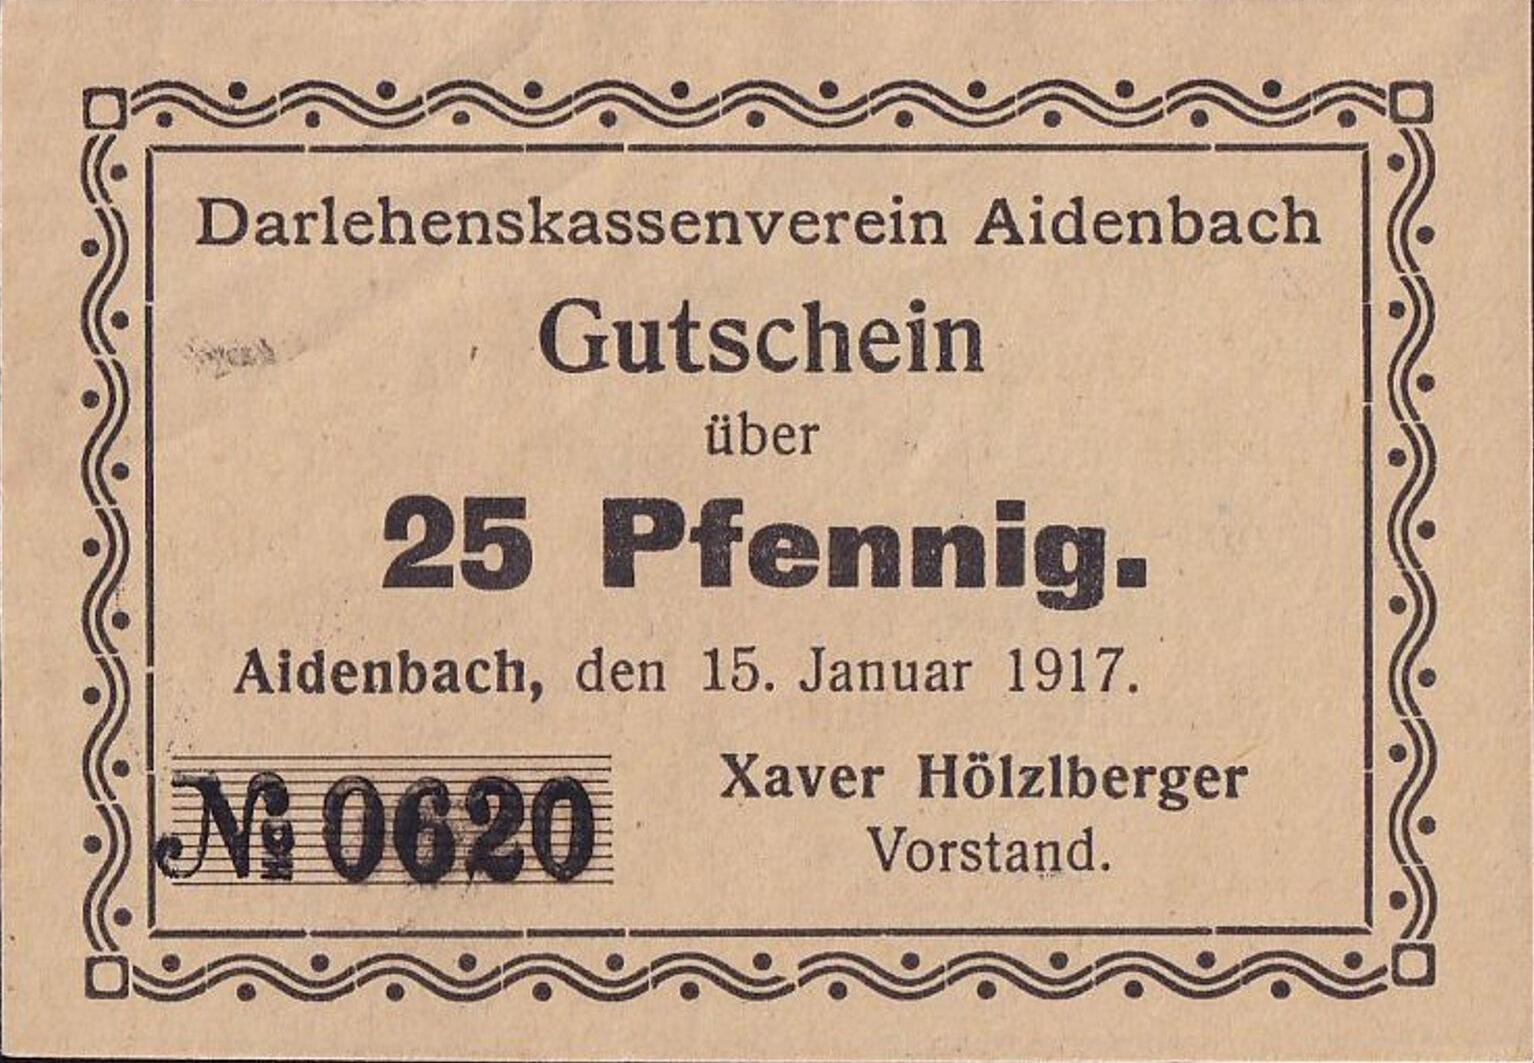 Darlehenskassenverein Aidenbach
Gutschein
über
25 Pfennig.
Aidenbach, den 15. Januar 1917.
№ 0620
Xaver Hölzlberger
Vorstand.